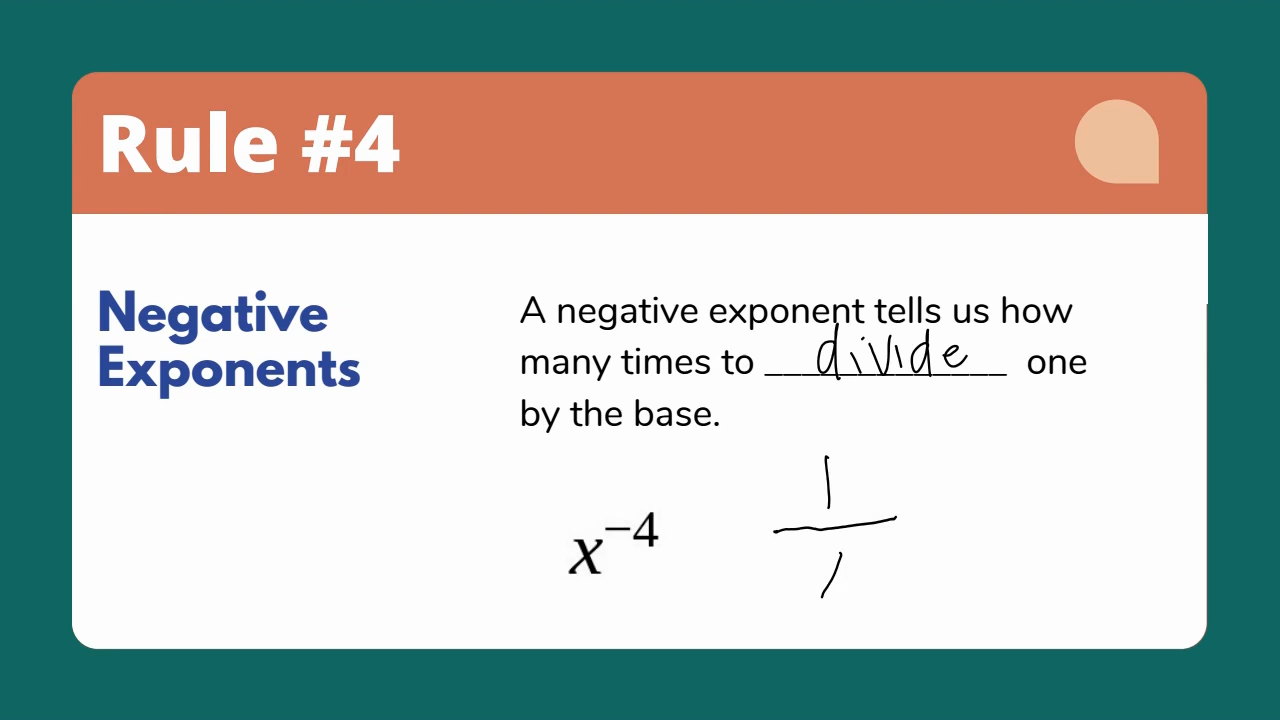 Rule #4
Negative
Exponents
A negative exponent tells us how
many times to divide one
by the base.
x⁻⁴
1
/